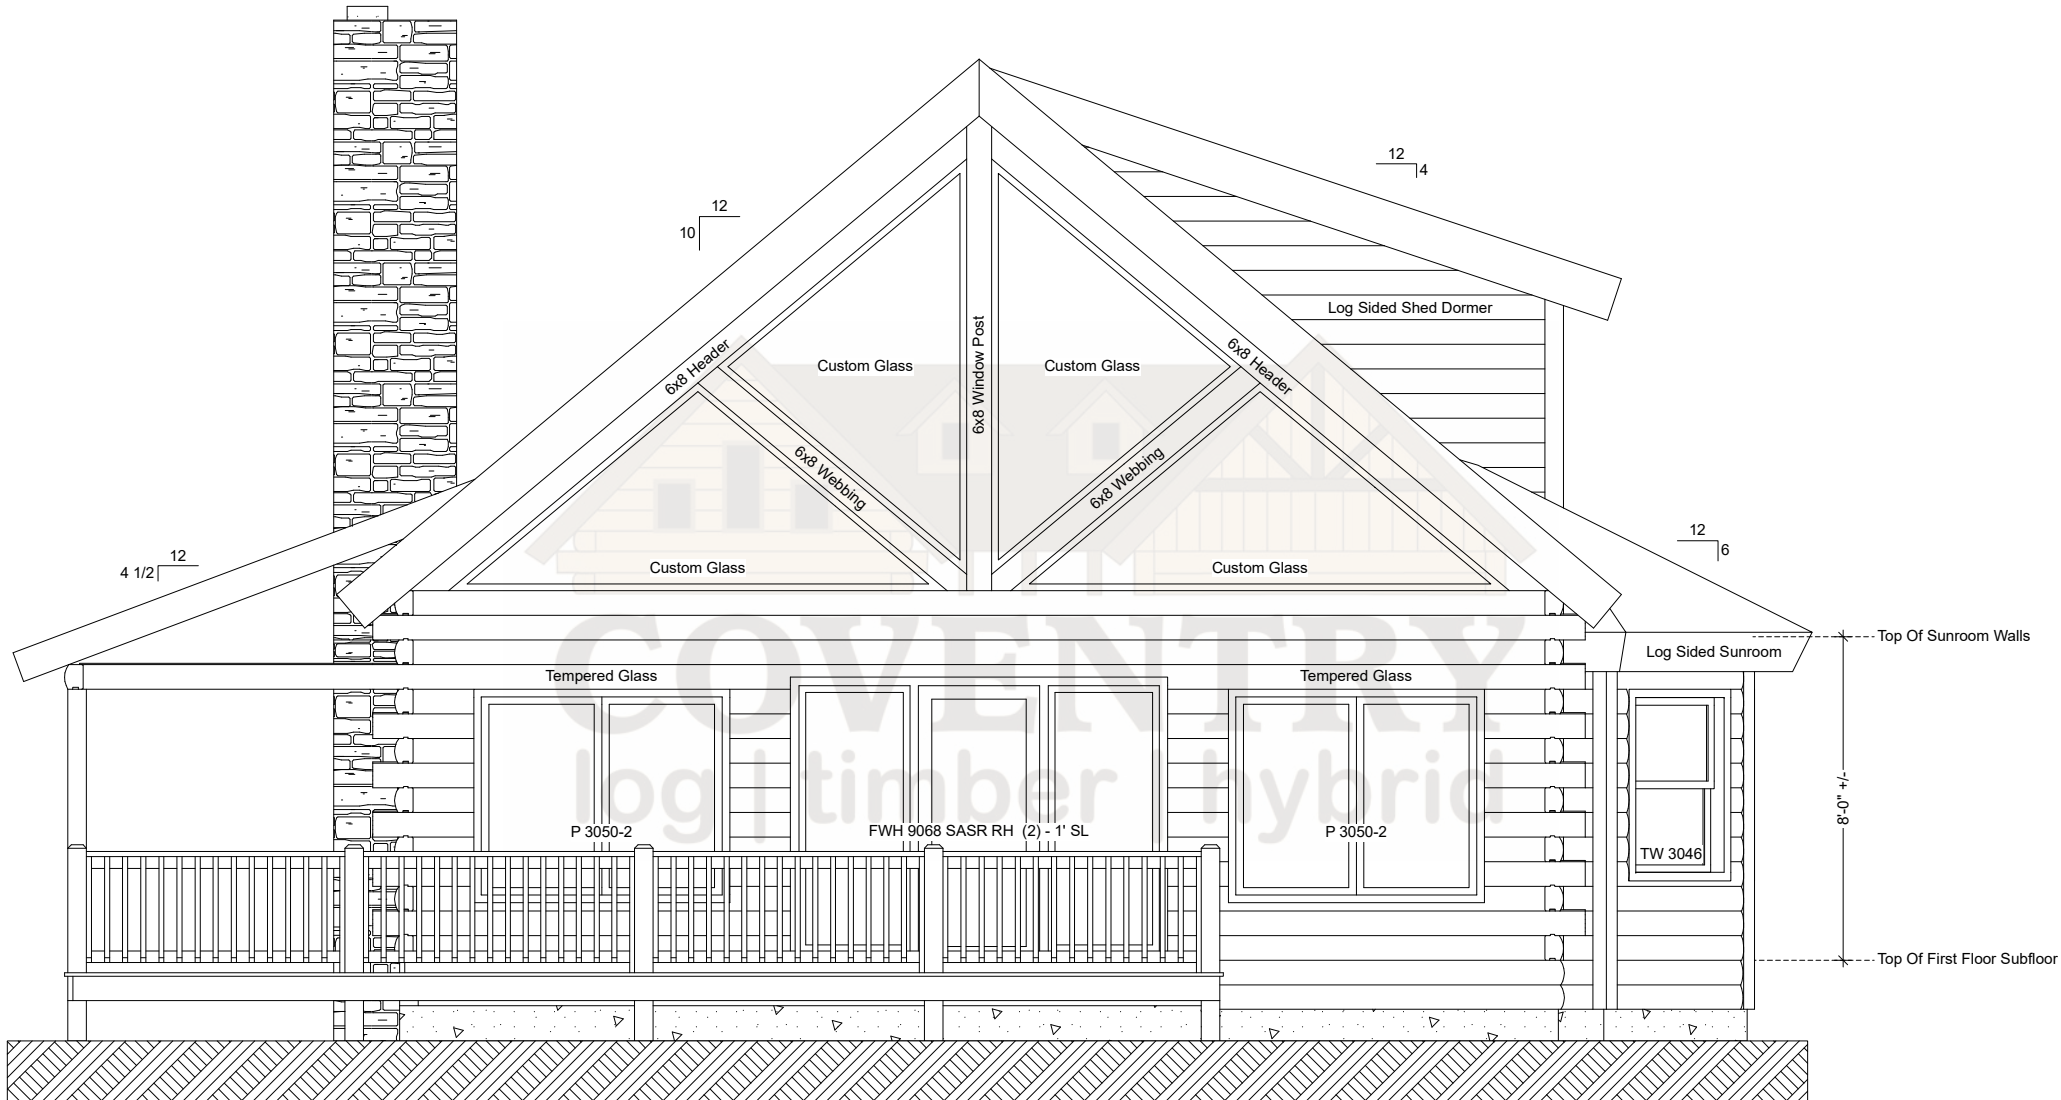 12
4
12
10
Log Sided Shed Dormer
6x8 Header
6x8 Window Post
6x8 Header
Custom Glass
Custom Glass
6x8 Webbing
6x8 Webbing
12
4 1/2
12
6
Custom Glass
Custom Glass
COVENTRY
log | timber | hybrid
Top Of Sunroom Walls
Log Sided Sunroom
Tempered Glass
Tempered Glass
8'-0" +/-
P 3050-2
FWH 9068 SASR RH (2) - 1' SL
P 3050-2
TW 3046
Top Of First Floor Subfloor